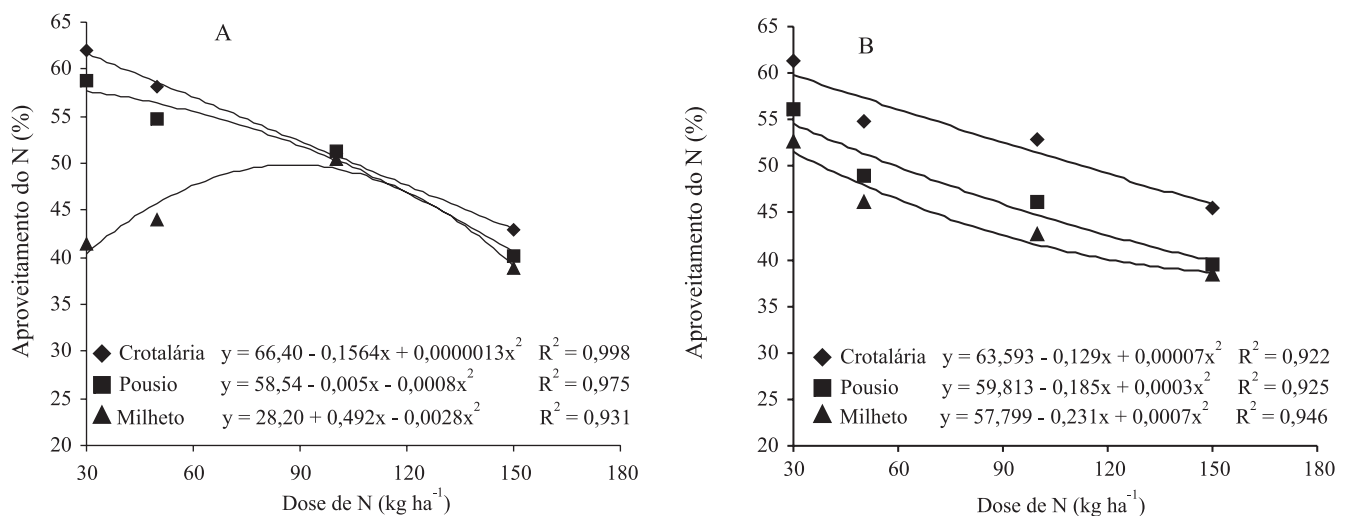 A
Aproveitamento do N (%)
65
60
55
50
45
40
35
30
25
20
Crotalária y = 66,40 - 0,1564x + 0,0000013x² R² = 0,998
Pousio y = 58,54 - 0,005x - 0,0008x² R² = 0,975
Milheto y = 28,20 + 0,492x - 0,0028x² R² = 0,931
30 60 90 120 150 180
Dose de N (kg ha⁻¹)
B
Aproveitamento do N (%)
65
60
55
50
45
40
35
30
25
20
Crotalária y = 63,593 - 0,129x + 0,00007x² R² = 0,922
Pousio y = 59,813 - 0,185x + 0,0003x² R² = 0,925
Milheto y = 57,799 - 0,231x + 0,0007x² R² = 0,946
30 60 90 120 150 180
Dose de N (kg ha⁻¹)